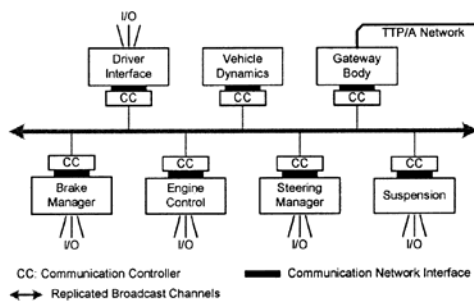 I/O
TTP/A Network
Driver
Interface
Vehicle
Dynamics
Gateway
Body
CC
CC
CC
CC
CC
CC
CC
Brake
Manager
Engine
Control
Steering
Manager
Suspension
I/O
I/O
I/O
I/O
CC: Communication Controller
Communication Network Interface
Replicated Broadcast Channels